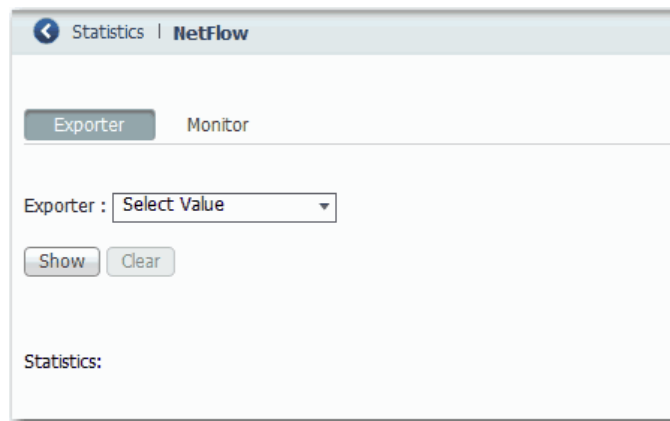 Statistics | NetFlow
Exporter Monitor
Exporter : Select Value
Show Clear
Statistics: